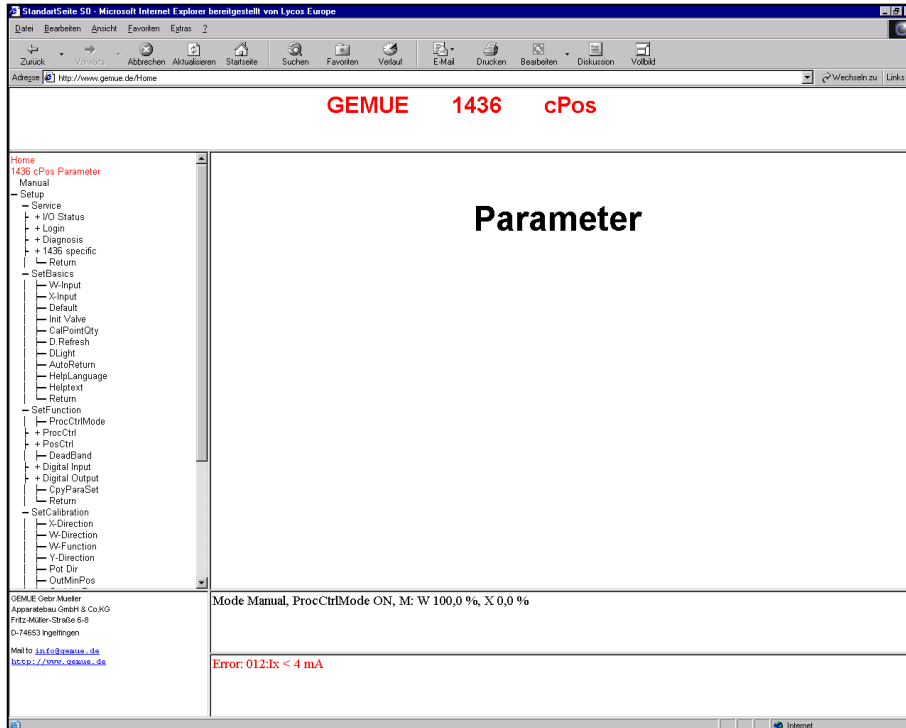 StandartSeite S0 - Microsoft Internet Explorer bereitgestellt von Lycos Europe
Datei Bearbeiten Ansicht Favoriten Extras ?
Zurück Vorwärts Abbrechen Aktualisieren Startseite Suchen Favoriten Verlauf E-Mail Drucken Bearbeiten Diskussion Vollbild
Adresse http://www.gemue.de/Home Wechseln zu Links
GEMUE 1436 cPos
Home
1436 cPos Parameter
Manual
Setup
Service
+ I/O Status
+ Login
+ Diagnosis
+ 1436 specific
Return
SetBasics
W-Input
X-Input
Default
Init Valve
CalPointQty
D.Refresh
DLight
AutoReturn
HelpLanguage
Helptext
Return
SetFunction
ProcCtrlMode
+ ProcCtrl
+ PosCtrl
DeadBand
+ Digital Input
+ Digital Output
CpyParaSet
Return
SetCalibration
X-Direction
W-Direction
W-Function
Y-Direction
Pot Dir
OutMinPos
Parameter
GEMUE Gebr.Mueller
Apparatebau GmbH & Co.KG
Fritz-Müller-Straße 6-8
D-74653 Ingelfingen
Mail to info@gemue.de
http://www.gemue.de
Mode Manual, ProcCtrlMode ON, M: W 100,0 %, X 0,0 %
Error: 012:Ix < 4 mA
Internet